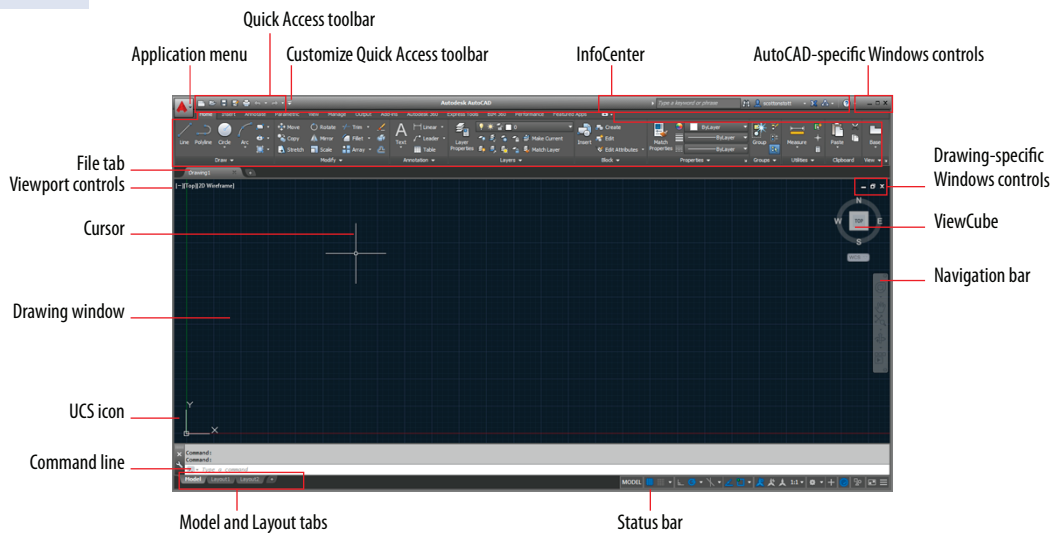 Quick Access toolbar
Application menu
Customize Quick Access toolbar
InfoCenter
AutoCAD-specific Windows controls
Autodesk AutoCAD
Type a keyword or phrase
Home Insert Annotate Parametric View Manage Output Add-ins Autodesk 360 Express Tools BIM 360 Performance Featured Apps
Move Rotate Trim Linear ByLayer Create
Copy Mirror Fillet Leader Make Current Edit ByLayer
Stretch Scale Array Table Match Layer Edit Attributes ByLayer
Line Polyline Circle Arc Text Layer Properties Insert Match Properties Group Measure Paste Base
Draw Modify Annotation Layers Block Properties Groups Utilities Clipboard View
File tab
Drawing1
Viewport controls
[−][Top][2D Wireframe]
Drawing-specific
Windows controls
N
W TOP E
S
WCS
ViewCube
Cursor
Navigation bar
Drawing window
UCS icon
Y
X
Command:
Command:
Command line
Type a command
Model Layout1 Layout2 +
MODEL 1:1
Model and Layout tabs
Status bar